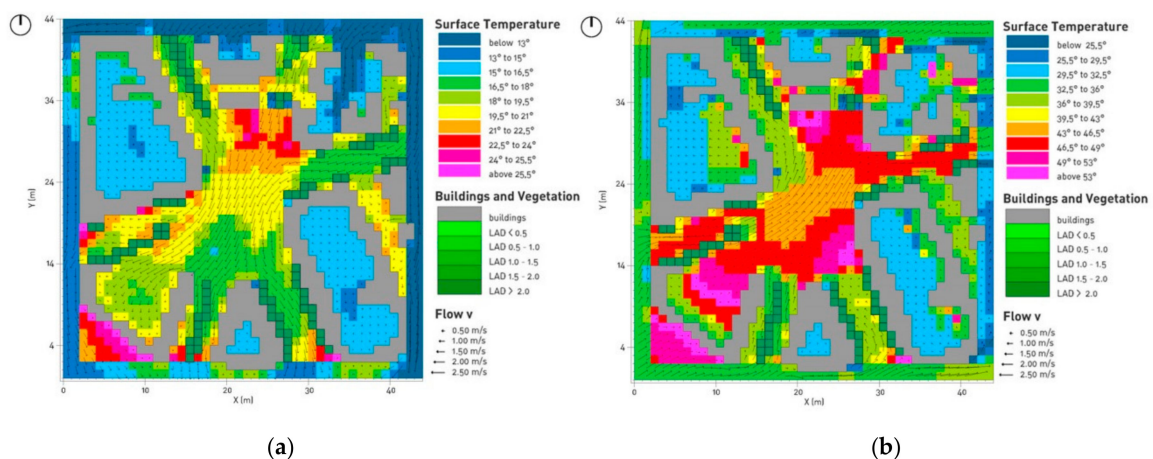 44
34
24
14
4
Y (m)
0
10
20
30
40
X (m)
Surface Temperature
below 13°
13° to 15°
15° to 16,5°
16,5° to 18°
18° to 19,5°
19,5° to 21°
21° to 22,5°
22,5° to 24°
24° to 25,5°
above 25,5°
Buildings and Vegetation
buildings
LAD < 0.5
LAD 0.5 - 1.0
LAD 1.0 - 1.5
LAD 1.5 - 2.0
LAD > 2.0
Flow v
0.50 m/s
1.00 m/s
1.50 m/s
2.00 m/s
2.50 m/s
(a)
44
34
24
14
4
Y (m)
0
10
20
30
40
X (m)
Surface Temperature
below 25,5°
25,5° to 29,5°
29,5° to 32,5°
32,5° to 36°
36° to 39,5°
39,5° to 43°
43° to 46,5°
46,5° to 49°
49° to 53°
above 53°
Buildings and Vegetation
buildings
LAD < 0.5
LAD 0.5 - 1.0
LAD 1.0 - 1.5
LAD 1.5 - 2.0
LAD > 2.0
Flow v
0.50 m/s
1.00 m/s
1.50 m/s
2.00 m/s
2.50 m/s
(b)